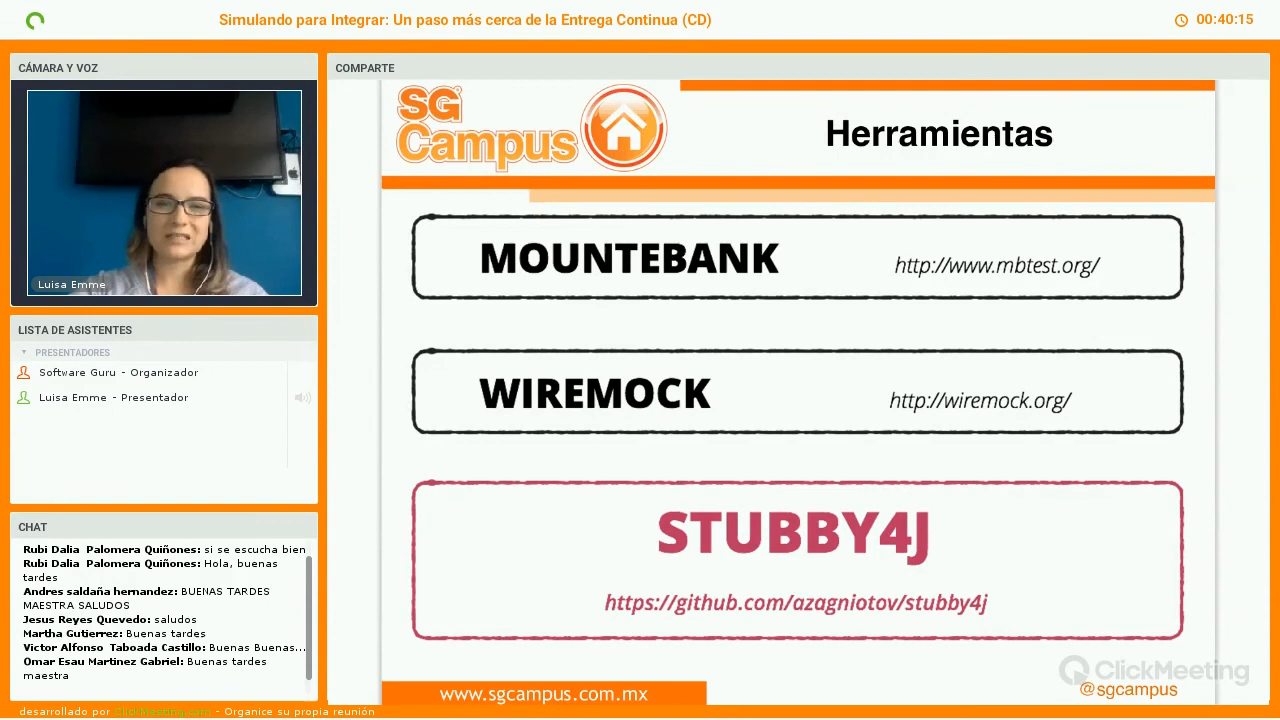 Simulando para Integrar: Un paso más cerca de la Entrega Continua (CD)
00:40:15
CÁMARA Y VOZ
Luisa Emme
LISTA DE ASISTENTES
PRESENTADORES
Software Guru - Organizador
Luisa Emme - Presentador
CHAT
Rubi Dalia Palomera Quiñones: si se escucha bien
Rubi Dalia Palomera Quiñones: Hola, buenas
tardes
Andres saldaña hernandez: BUENAS TARDES
MAESTRA SALUDOS
Jesus Reyes Quevedo: saludos
Martha Gutierrez: Buenas tardes
Victor Alfonso Taboada Castillo: Buenas Buenas...
Omar Esau Martinez Gabriel: Buenas tardes
maestra
desarrollado por ClickMeeting.com - Organice su propia reunión
COMPARTE
SG
Campus
Herramientas
MOUNTEBANK
http://www.mbtest.org/
WIREMOCK
http://wiremock.org/
STUBBY4J
https://github.com/azagniotov/stubby4j
ClickMeeting
www.sgcampus.com.mx
@sgcampus